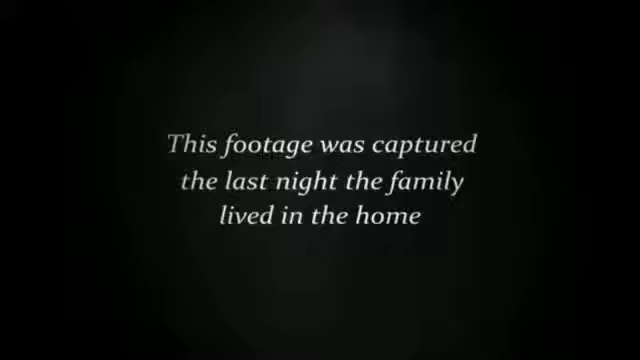 This footage was captured
the last night the family
lived in the home